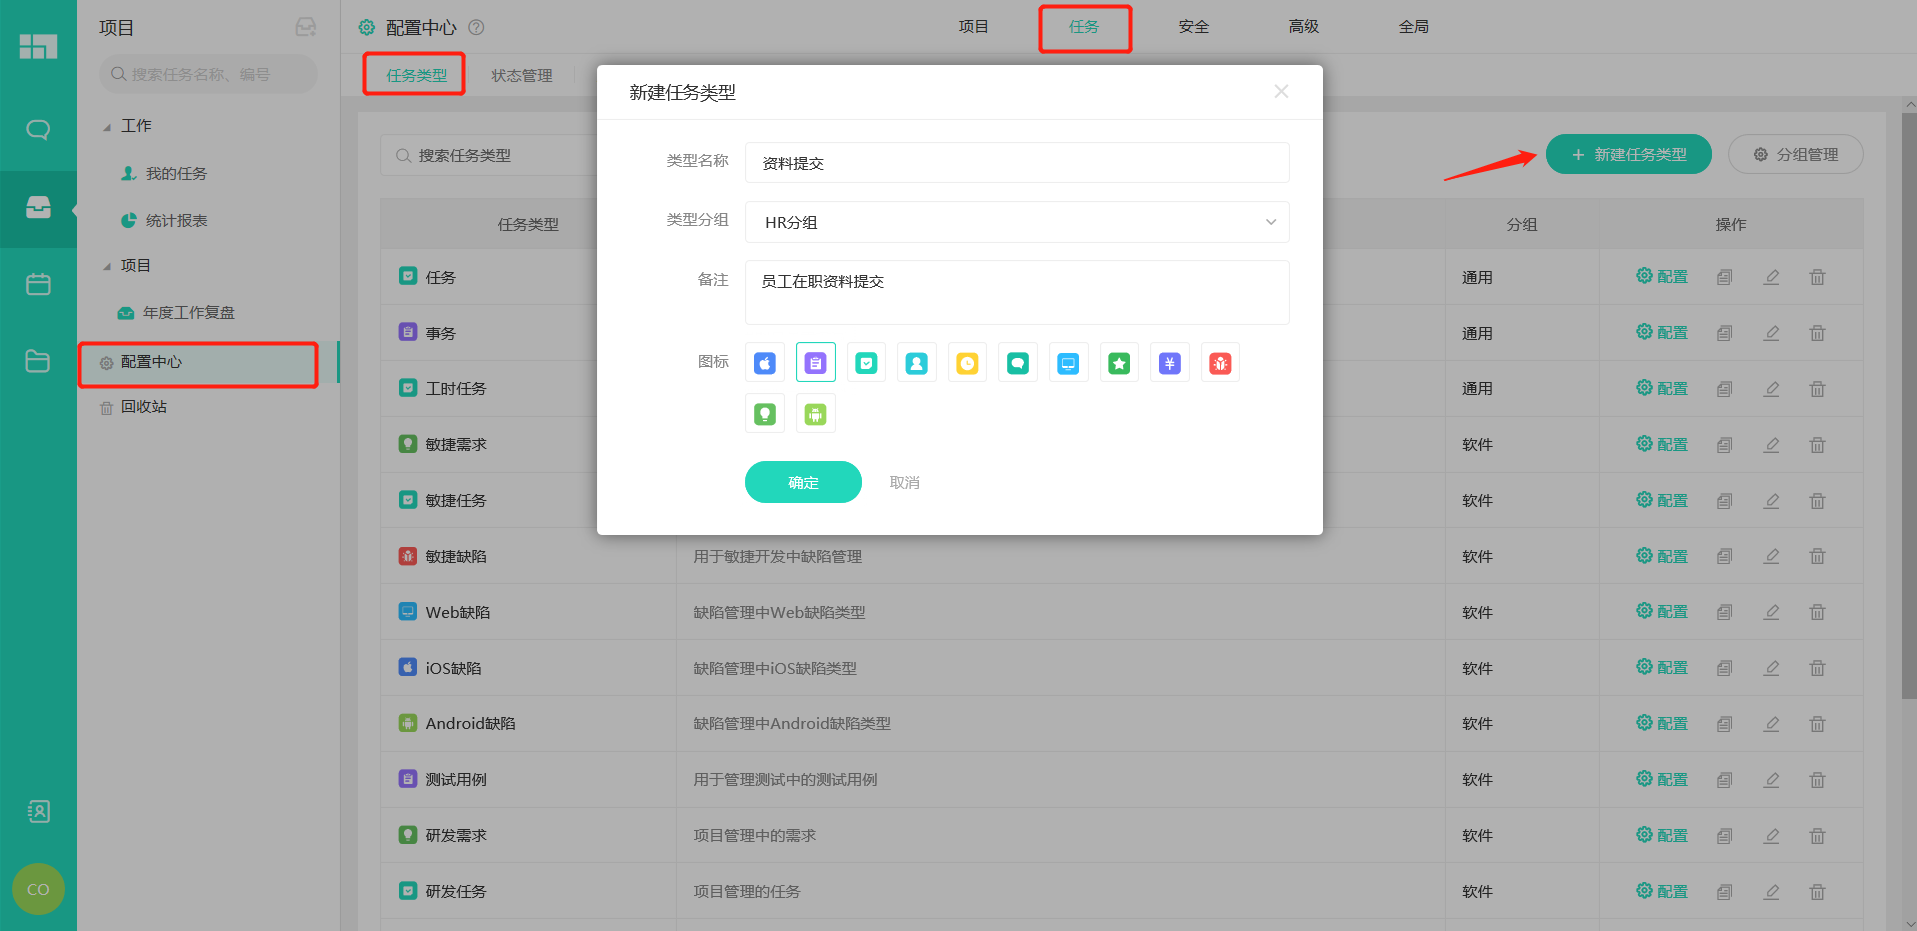 项目
搜索任务名称、编号
工作
我的任务
统计报表
项目
年度工作复盘
配置中心
回收站
CO
配置中心
项目
任务
安全
高级
全局
任务类型
状态管理
搜索任务类型
新建任务类型
分组管理
任务类型
分组
操作
任务
通用
配置
事务
通用
配置
工时任务
通用
配置
敏捷需求
软件
配置
敏捷任务
软件
配置
敏捷缺陷
用于敏捷开发中缺陷管理
软件
配置
Web缺陷
缺陷管理中Web缺陷类型
软件
配置
iOS缺陷
缺陷管理中iOS缺陷类型
软件
配置
Android缺陷
缺陷管理中Android缺陷类型
软件
配置
测试用例
用于管理测试中的测试用例
软件
配置
研发需求
项目管理中的需求
软件
配置
研发任务
项目管理的任务
软件
配置
新建任务类型
类型名称
资料提交
类型分组
HR分组
备注
员工在职资料提交
图标
确定
取消